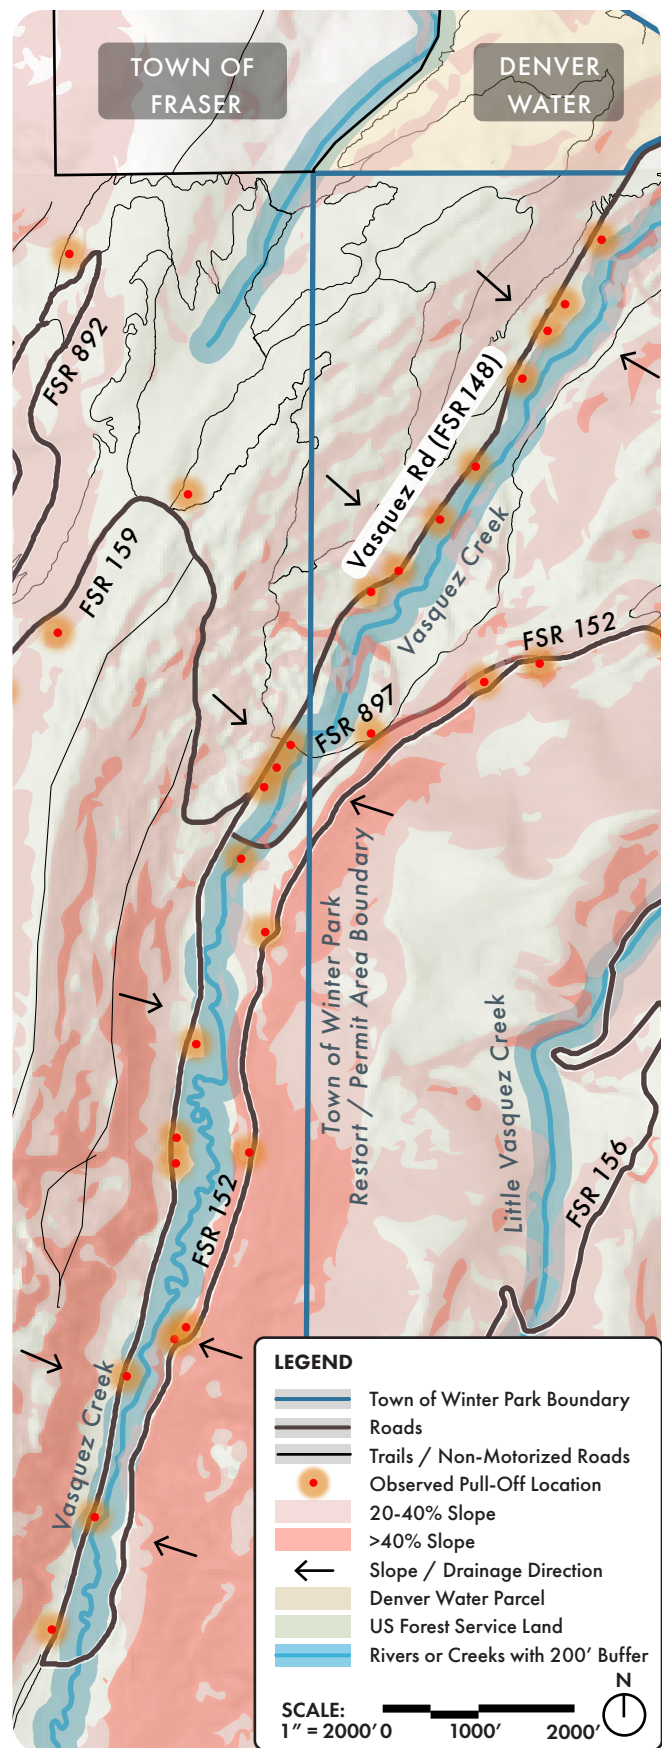 TOWN OF
FRASER
DENVER
WATER
FSR 892
Vasquez Rd (FSR148)
FSR 159
Vasquez Creek
FSR 152
FSR 897
Town of Winter Park
Restort / Permit Area Boundary
Little Vasquez Creek
FSR 156
FSR 152
Vasquez Creek
LEGEND
Town of Winter Park Boundary
Roads
Trails / Non-Motorized Roads
Observed Pull-Off Location
20-40% Slope
>40% Slope
Slope / Drainage Direction
Denver Water Parcel
US Forest Service Land
Rivers or Creeks with 200' Buffer
N
SCALE:
1" = 2000' 0 1000' 2000'